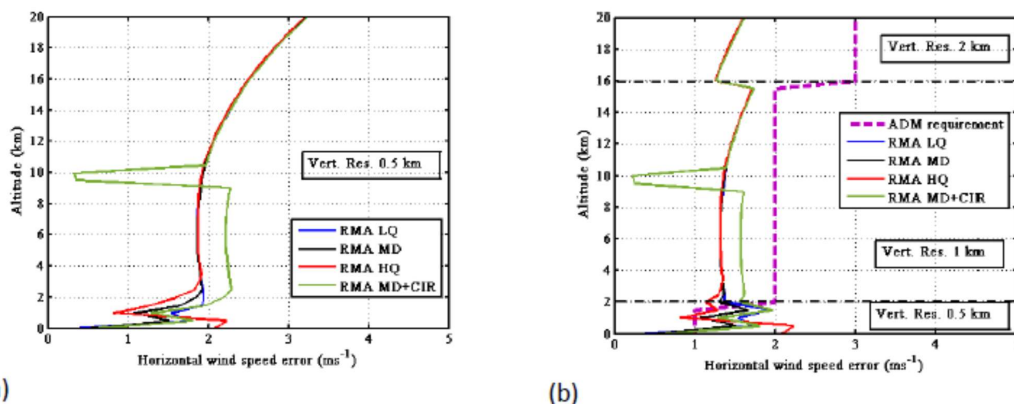 20
18
16
14
12
10
8
6
4
2
0
Altitude (km)
Vert. Res. 0.5 km
RMA LQ
RMA MD
RMA HQ
RMA MD+CIR
0 1 2 3 4 5
Horizontal wind speed error (ms⁻¹)
)
20
18
16
14
12
10
8
6
4
2
0
Altitude (km)
Vert. Res. 2 km
ADM requirement
RMA LQ
RMA MD
RMA HQ
RMA MD+CIR
Vert. Res. 1 km
Vert. Res. 0.5 km
0 1 2 3 4
Horizontal wind speed error (ms⁻¹)
(b)